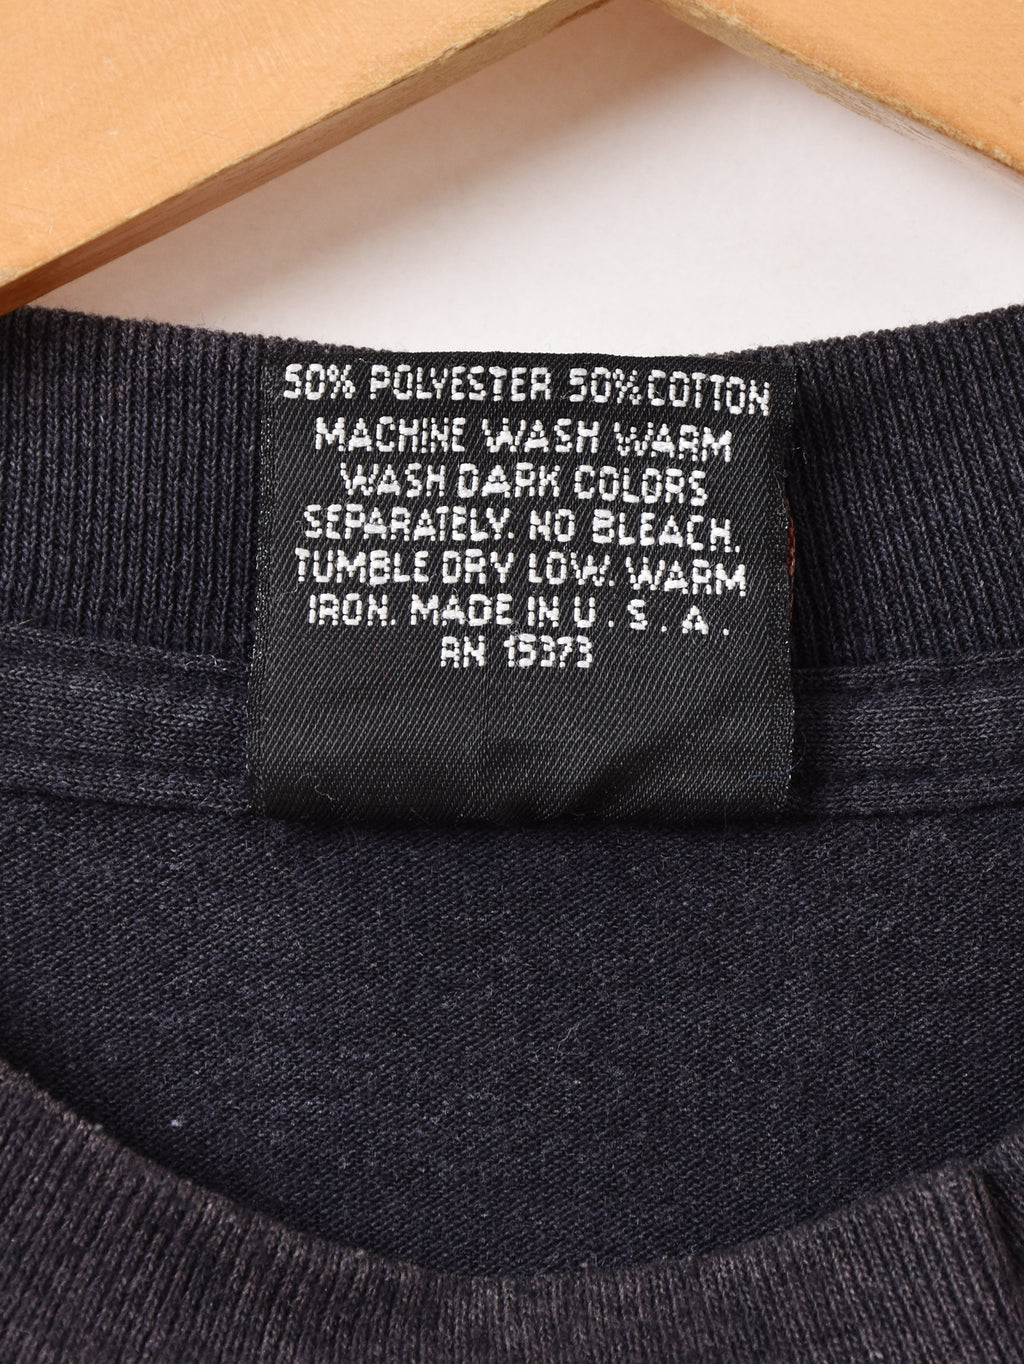 50% POLYESTER 50% COTTON
MACHINE WASH WARM
WASH DARK COLORS
SEPARATELY. NO BLEACH.
TUMBLE DRY LOW. WARM
IRON. MADE IN U.S.A.
RN 15373